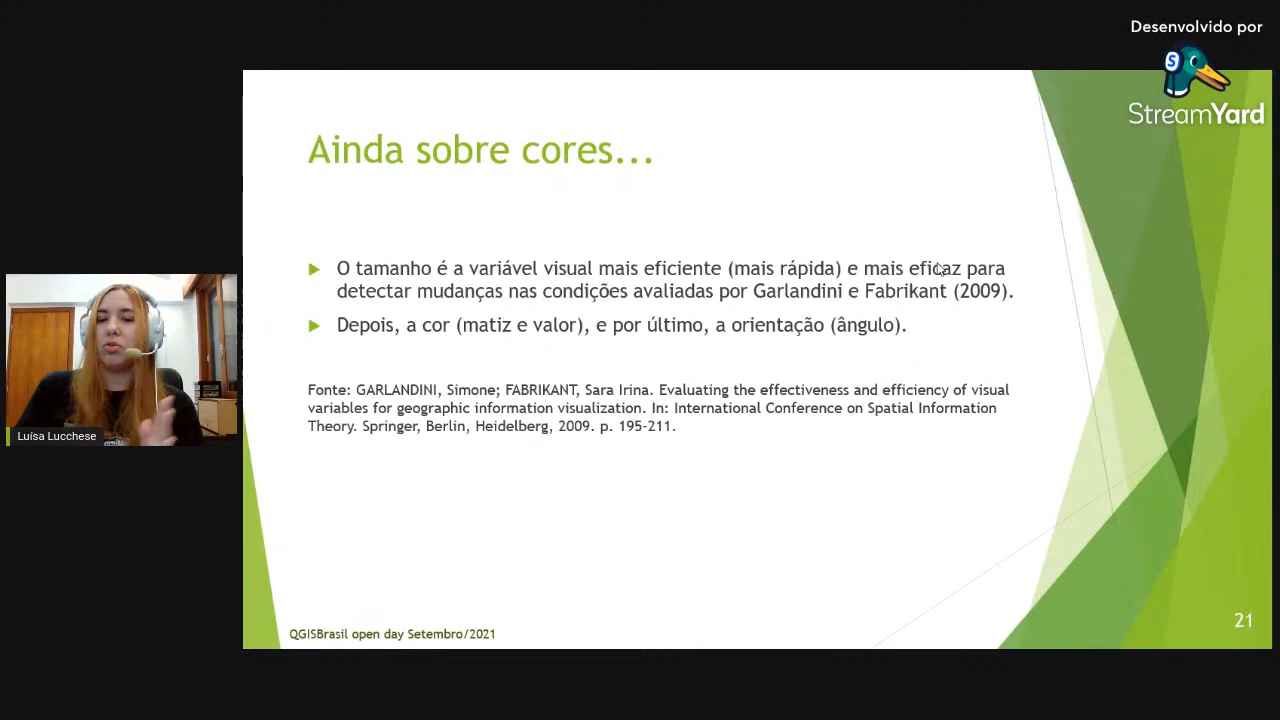 Desenvolvido por
StreamYard
Ainda sobre cores...
O tamanho é a variável visual mais eficiente (mais rápida) e mais eficaz para
detectar mudanças nas condições avaliadas por Garlandini e Fabrikant (2009).
Depois, a cor (matiz e valor), e por último, a orientação (ângulo).
Fonte: GARLANDINI, Simone; FABRIKANT, Sara Irina. Evaluating the effectiveness and efficiency of visual
variables for geographic information visualization. In: International Conference on Spatial Information
Theory. Springer, Berlin, Heidelberg, 2009. p. 195-211.
Luísa Lucchese
QGISBrasil open day Setembro/2021
21